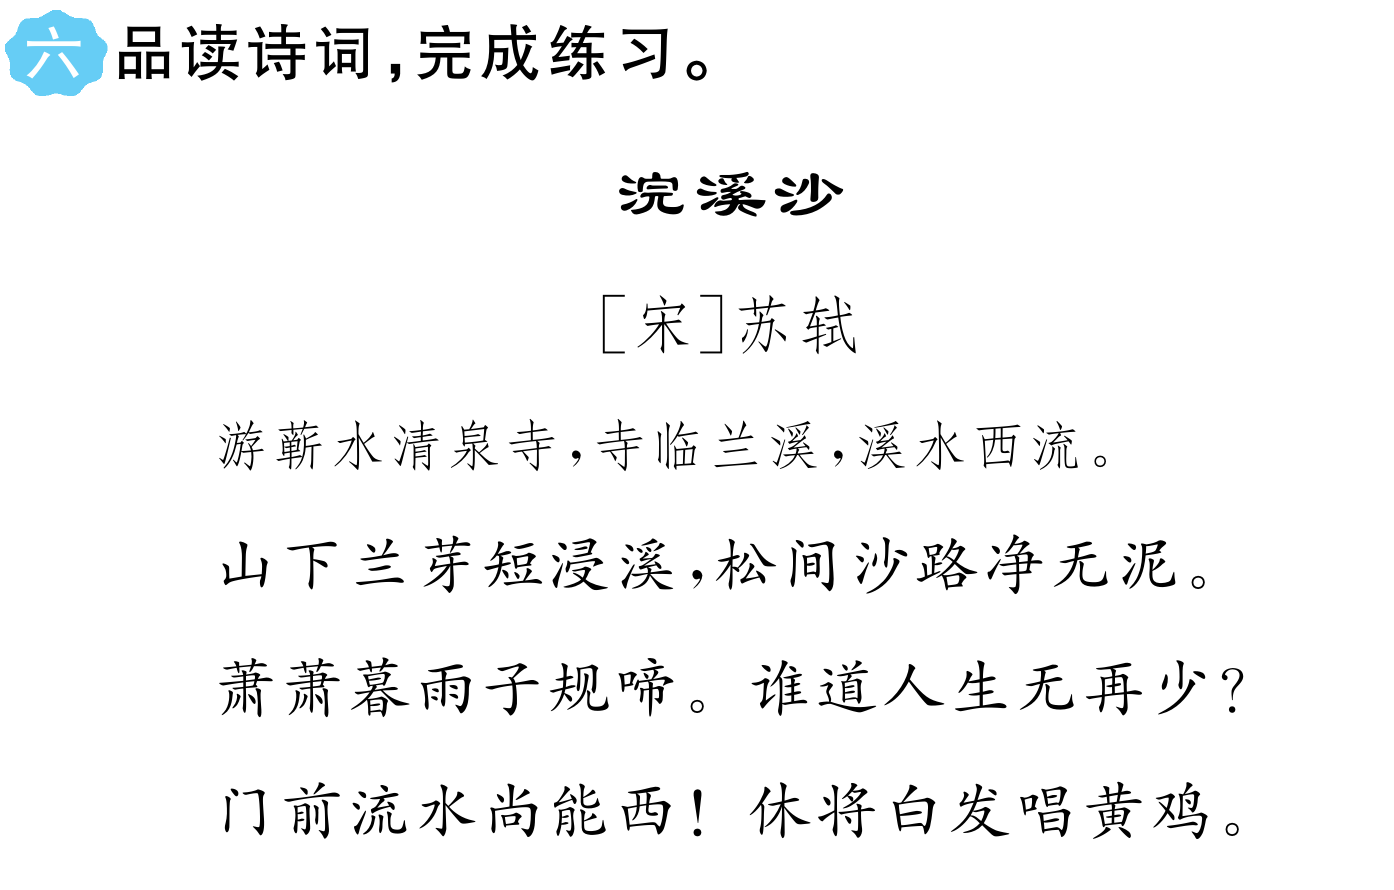 六 品读诗词,完成练习。
浣溪沙
[宋]苏轼
游蕲水清泉寺,寺临兰溪,溪水西流。
山下兰芽短浸溪,松间沙路净无泥。
萧萧暮雨子规啼。谁道人生无再少?
门前流水尚能西!休将白发唱黄鸡。